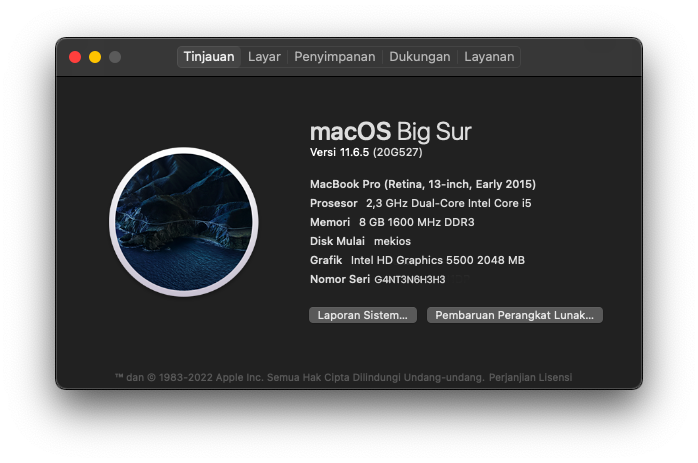 Tinjauan Layar Penyimpanan Dukungan Layanan
macOS Big Sur
Versi 11.6.5 (20G527)
MacBook Pro (Retina, 13-inch, Early 2015)
Prosesor 2,3 GHz Dual-Core Intel Core i5
Memori 8 GB 1600 MHz DDR3
Disk Mulai mekios
Grafik Intel HD Graphics 5500 2048 MB
Nomor Seri G4NT3N6H3H3
Laporan Sistem... Pembaruan Perangkat Lunak...
™ dan © 1983-2022 Apple Inc. Semua Hak Cipta Dilindungi Undang-undang. Perjanjian Lisensi